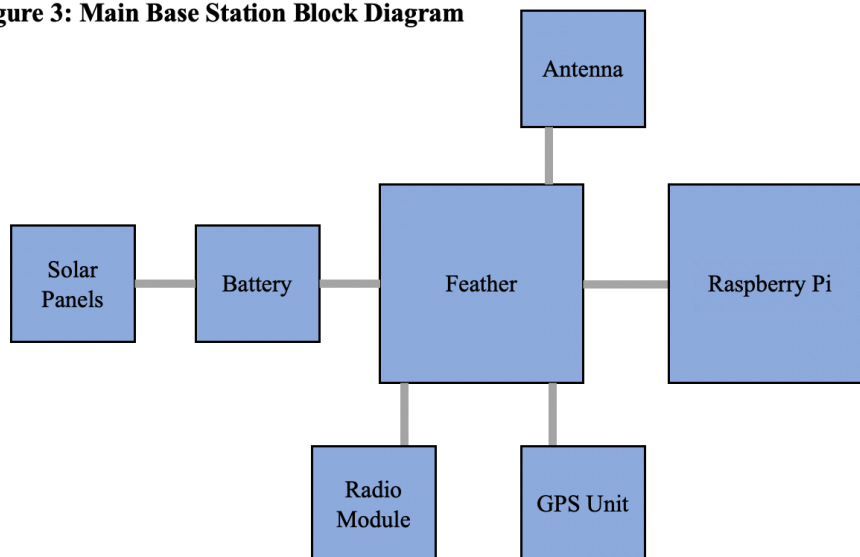 gure 3: Main Base Station Block Diagram
Antenna
Solar
Panels
Battery
Feather
Raspberry Pi
Radio
Module
GPS Unit